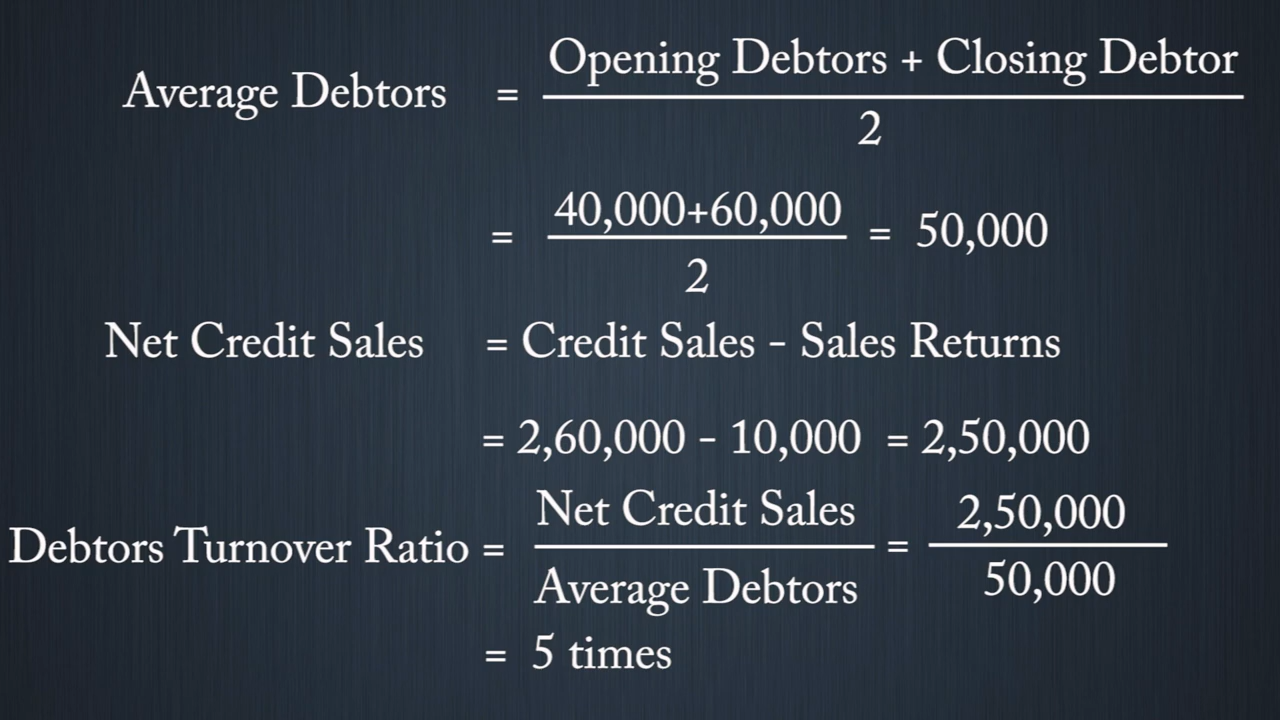 Average Debtors = Opening Debtors + Closing Debtor
2
= 40,000+60,000 = 50,000
2
Net Credit Sales = Credit Sales - Sales Returns
= 2,60,000 - 10,000 = 2,50,000
Debtors Turnover Ratio = Net Credit Sales = 2,50,000
Average Debtors 50,000
= 5 times